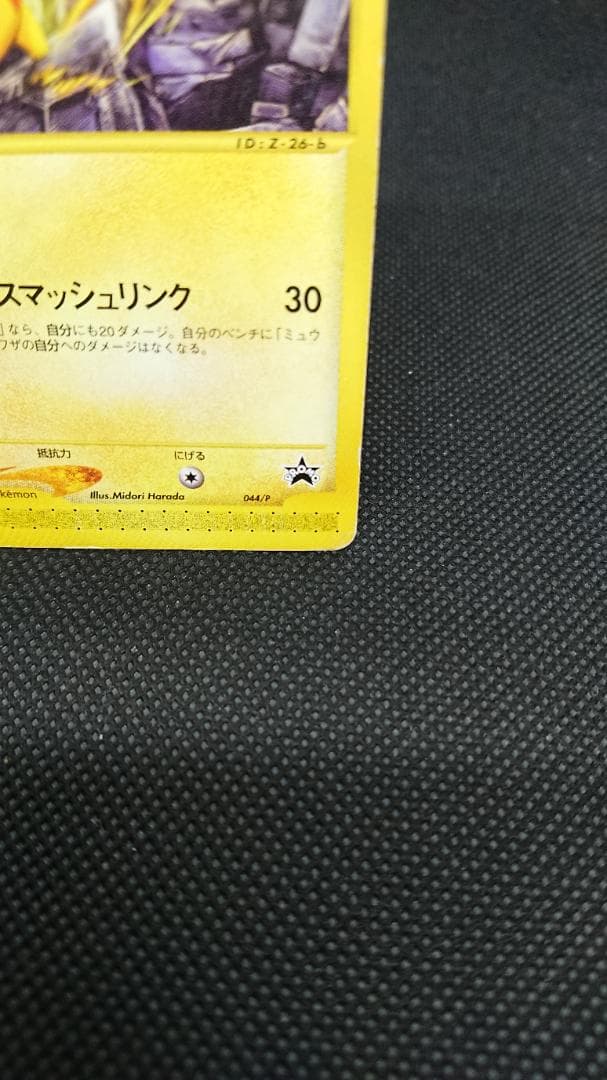 ID:Z-26-b
スマッシュリンク 30
」なら、自分にも20ダメージ。自分のベンチに「ミュウ
ワザの自分へのダメージはなくなる。
抵抗力 にげる
kémon Illus.Midori Harada 044/P PROMO